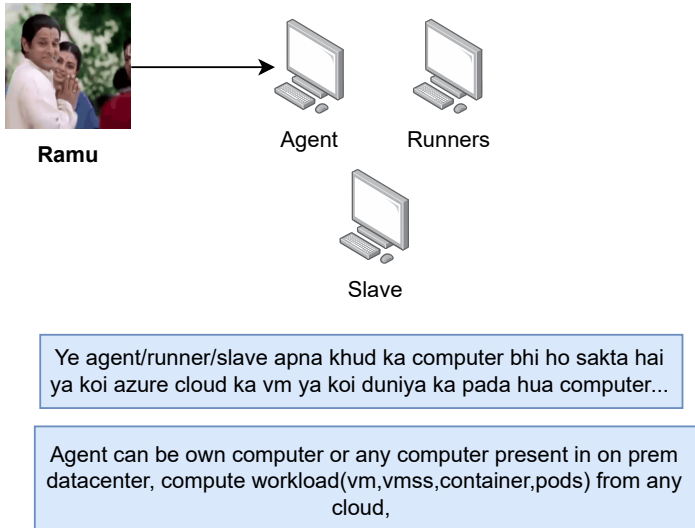 Ramu
Agent
Runners
Slave
Ye agent/runner/slave apna khud ka computer bhi ho sakta hai
ya koi azure cloud ka vm ya koi duniya ka pada hua computer...
Agent can be own computer or any computer present in on prem
datacenter, compute workload(vm,vmss,container,pods) from any
cloud,